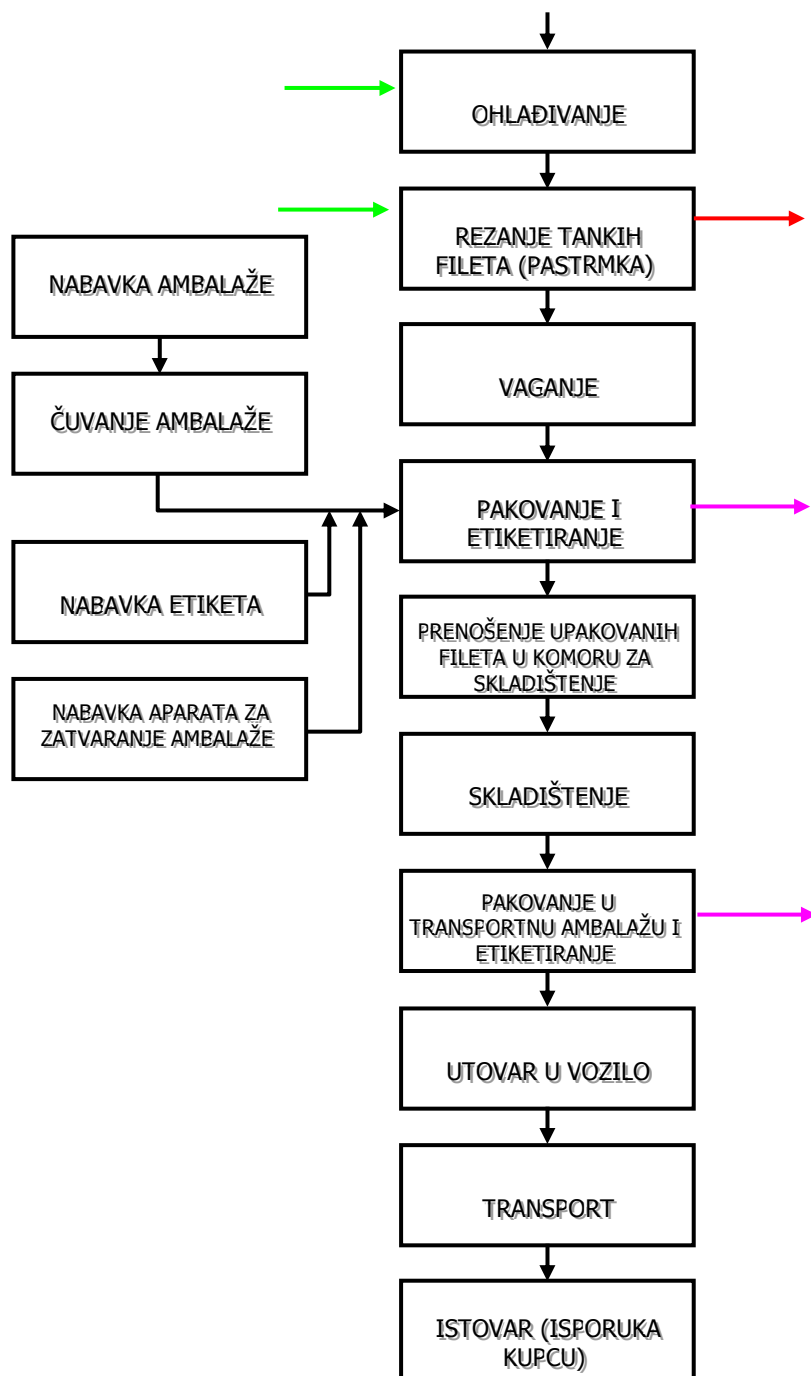 OHLAĐIVANJE
REZANJE TANKIH
FILETA (PASTRMKA)
NABAVKA AMBALAŽE
VAGANJE
ČUVANJE AMBALAŽE
PAKOVANJE I
ETIKETIRANJE
NABAVKA ETIKETA
PRENOŠENJE UPAKOVANIH
FILETA U KOMORU ZA
SKLADIŠTENJE
NABAVKA APARATA ZA
ZATVARANJE AMBALAŽE
SKLADIŠTENJE
PAKOVANJE U
TRANSPORTNU AMBALAŽU I
ETIKETIRANJE
UTOVAR U VOZILO
TRANSPORT
ISTOVAR (ISPORUKA
KUPCU)